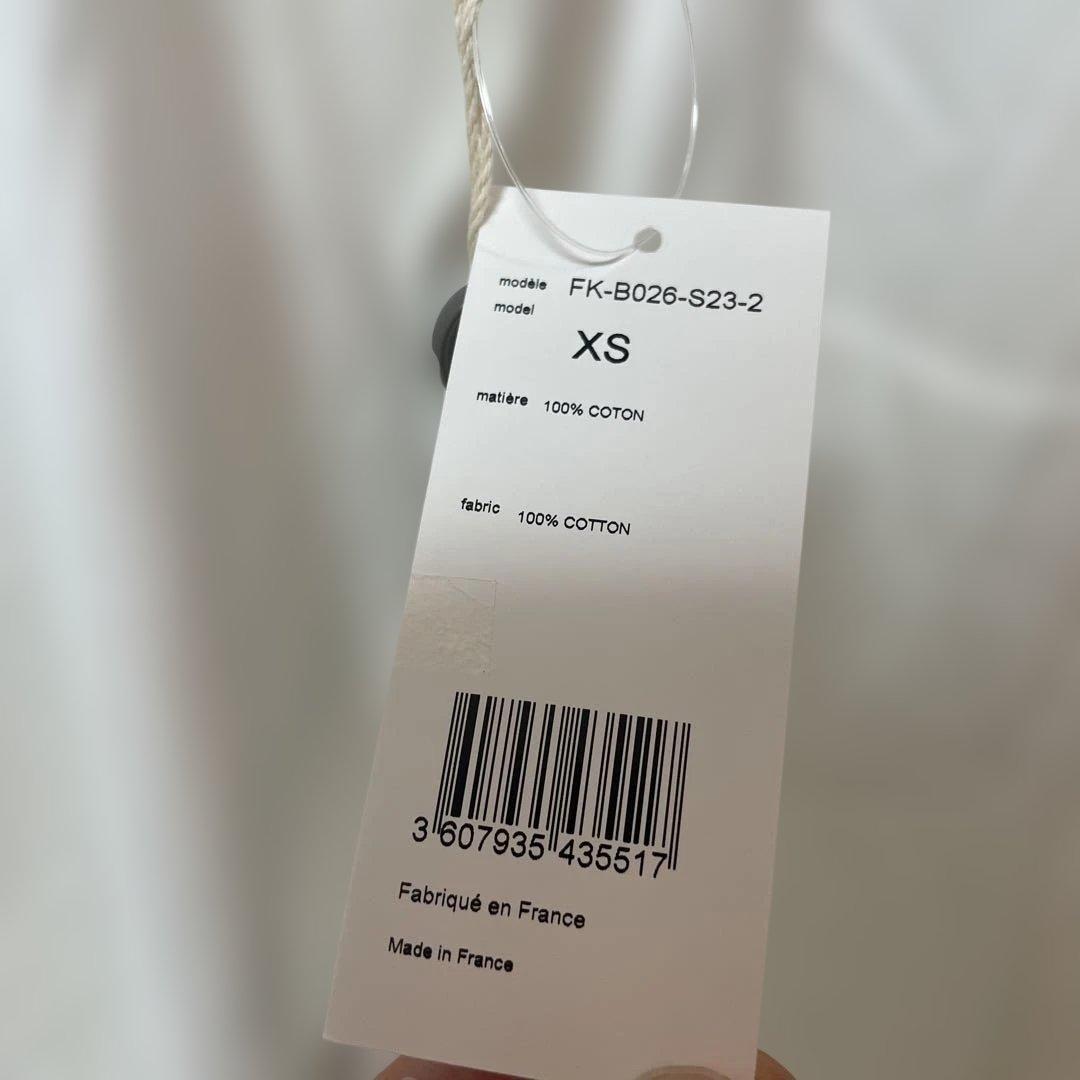 modèle FK-B026-S23-2
model
XS
matière 100% COTON
fabric 100% COTTON
3 607935 435517
Fabriqué en France
Made in France